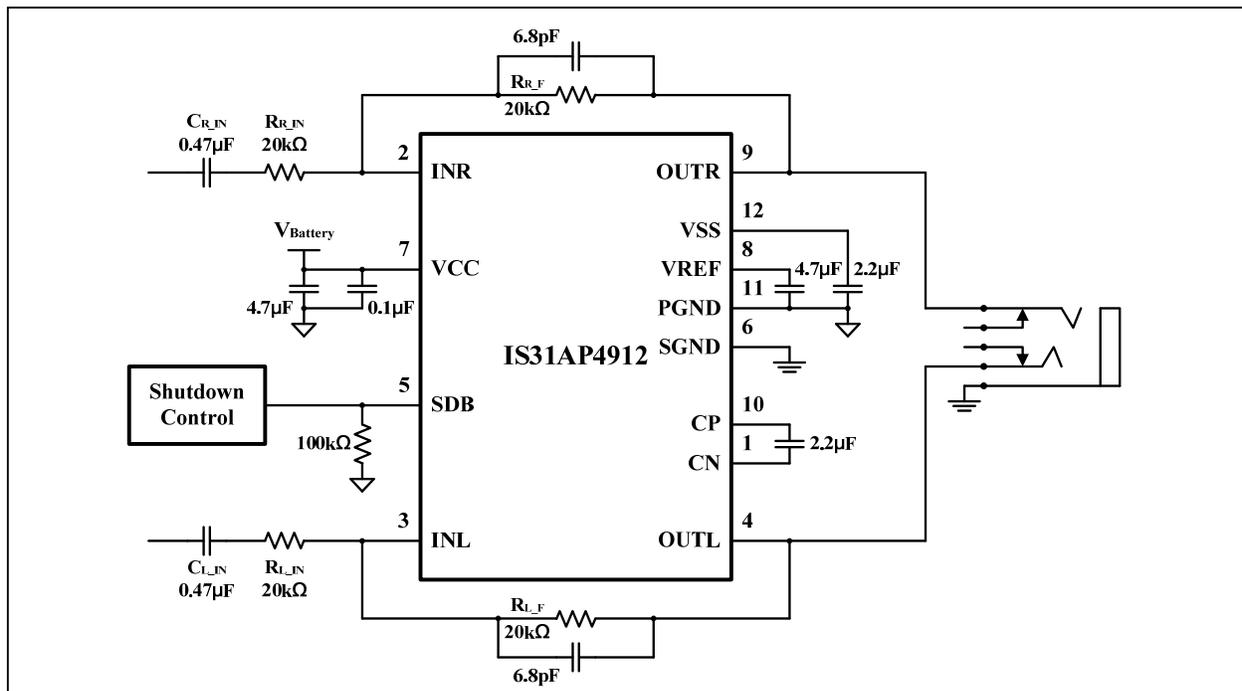 6.8pF
RR_F
20kΩ
CR_IN
0.47µF
RR_IN
20kΩ
2
INR
9
OUTR
VBattery
7
VCC
4.7µF
0.1µF
12
VSS
8
VREF
4.7µF
2.2µF
11
PGND
6
SGND
IS31AP4912
Shutdown
Control
5
SDB
100kΩ
10
CP
1
CN
2.2µF
3
INL
4
OUTL
CL_IN
0.47µF
RL_IN
20kΩ
RL_F
20kΩ
6.8pF